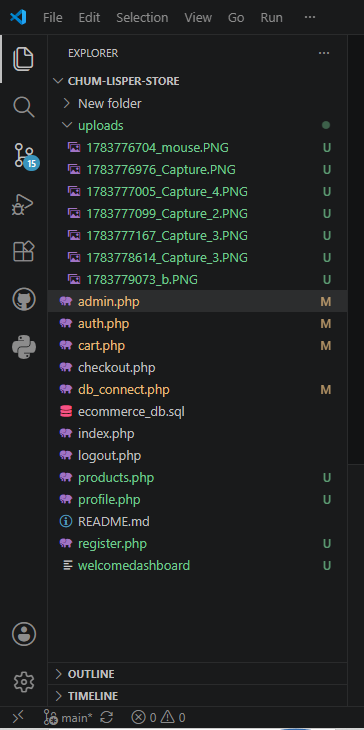 File Edit View Go Run ...
EXPLORER ...
CHUM-LISPER-STORE
New folder
uploads
1783776704_mouse.PNG U
1783776976_Capture.PNG U
1783777005_Capture_4.PNG U
1783777099_Capture_2.PNG U
1783777167_Capture_3.PNG U
1783778614_Capture_3.PNG U
1783779073_b.PNG U
admin.php M
auth.php M
cart.php M
checkout.php
db_connect.php M
ecommerce_db.sql
index.php
logout.php
products.php U
profile.php U
README.md
register.php U
welcomedashboard U
15
OUTLINE
TIMELINE
main* 0 0